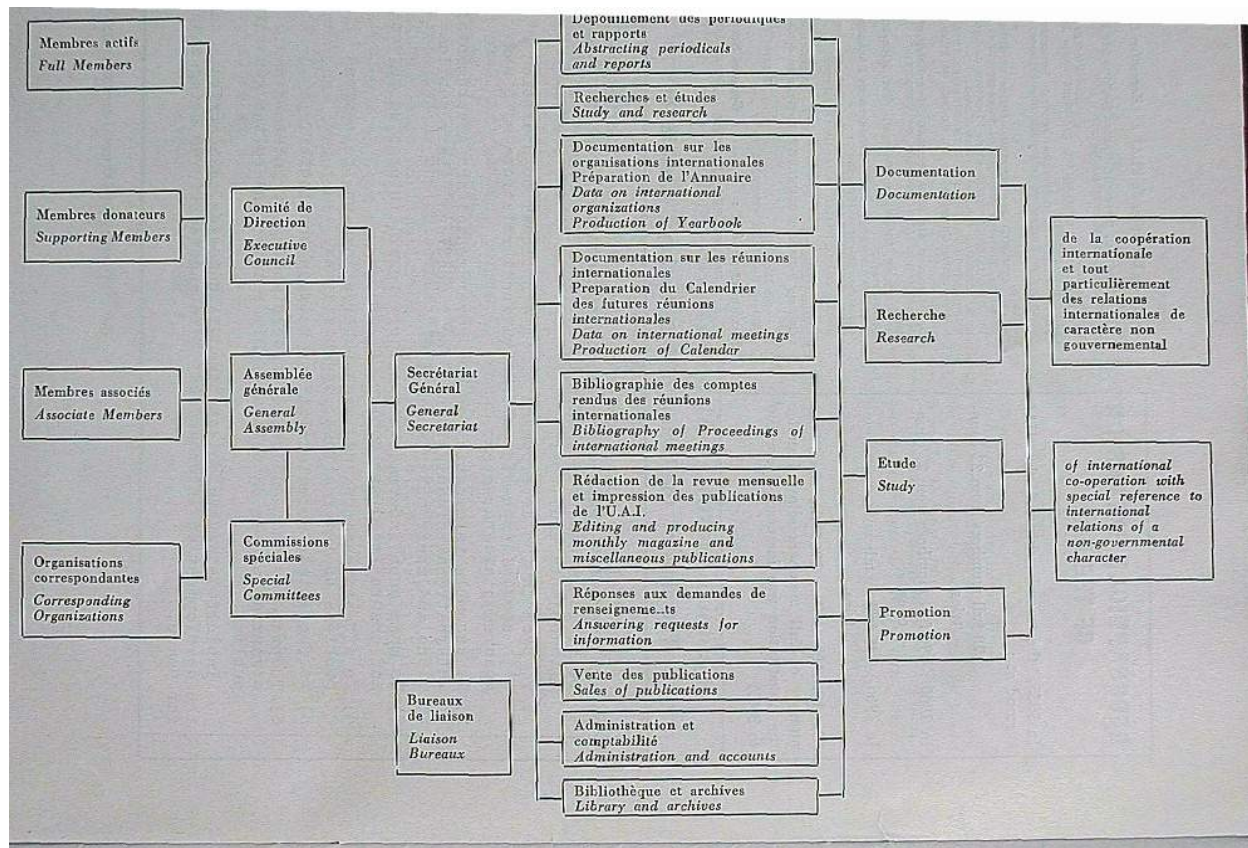 Membres actifs
Full Members
Membres donateurs
Supporting Members
Membres associés
Associate Members
Organisations
correspondantes
Corresponding
Organizations
Comité de
Direction
Executive
Council
Assemblée
générale
General
Assembly
Commissions
spéciales
Special
Committees
Secrétariat
Général
General
Secretariat
Bureaux
de liaison
Liaison
Bureaux
Dépouillement des périodiques
et rapports
Abstracting periodicals
and reports
Recherches et études
Study and research
Documentation sur les
organisations internationales
Préparation de l'Annuaire
Data on international
organizations
Production of Yearbook
Documentation sur les réunions
internationales
Preparation du Calendrier
des futures réunions
internationales
Data on international meetings
Production of Calendar
Bibliographie des comptes
rendus des réunions
internationales
Bibliography of Proceedings of
international meetings
Rédaction de la revue mensuelle
et impression des publications
de l'U.A.I.
Editing and producing
monthly magazine and
miscellaneous publications
Réponses aux demandes de
renseigneme..ts
Answering requests for
information
Vente des publications
Sales of publications
Administration et
comptabilité
Administration and accounts
Bibliothèque et archives
Library and archives
Documentation
Documentation
Recherche
Research
Etude
Study
Promotion
Promotion
de la coopération
internationale
et tout
particulièrement
des relations
internationales de
caractère non
gouvernemental
of international
co-operation with
special reference to
international
relations of a
non-governmental
character